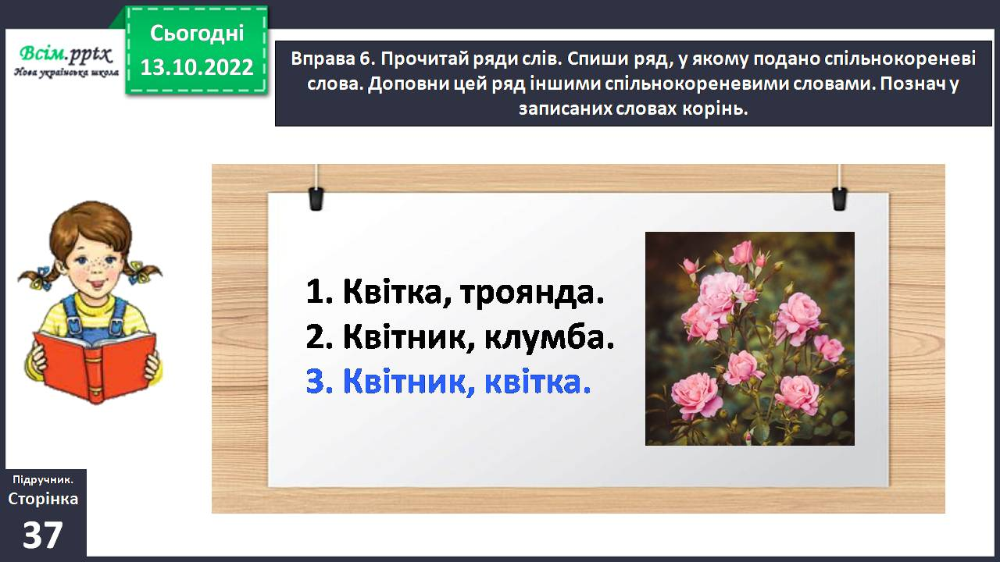 Всім.pptx
Нова українська школа
Сьогодні
13.10.2022
Вправа 6. Прочитай ряди слів. Спиши ряд, у якому подано спільнокореневі
слова. Доповни цей ряд іншими спільнокореневими словами. Познач у
записаних словах корінь.
1. Квітка, троянда.
2. Квітник, клумба.
3. Квітник, квітка.
Підручник.
Сторінка
37